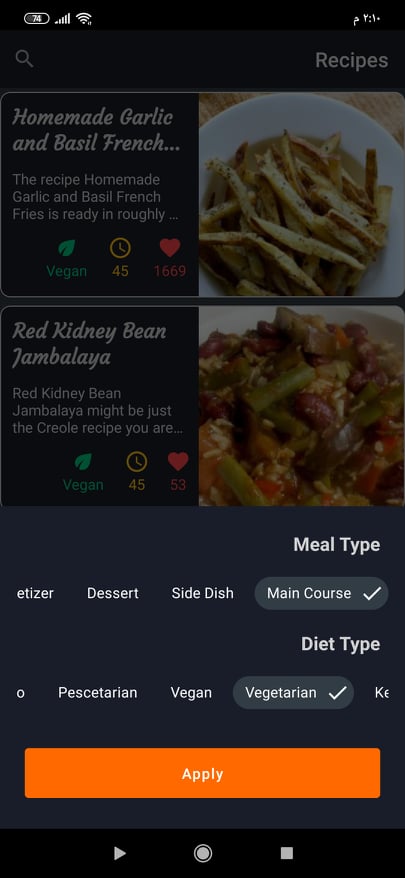 74
٢:١٠ م
Recipes
Homemade Garlic
and Basil French...
The recipe Homemade
Garlic and Basil French
Fries is ready in roughly ...
Vegan 45 1669
Red Kidney Bean
Jambalaya
Red Kidney Bean
Jambalaya might be just
the Creole recipe you are...
Vegan 45 53
Meal Type
etizer Dessert Side Dish Main Course
Diet Type
o Pescetarian Vegan Vegetarian Ke
Apply